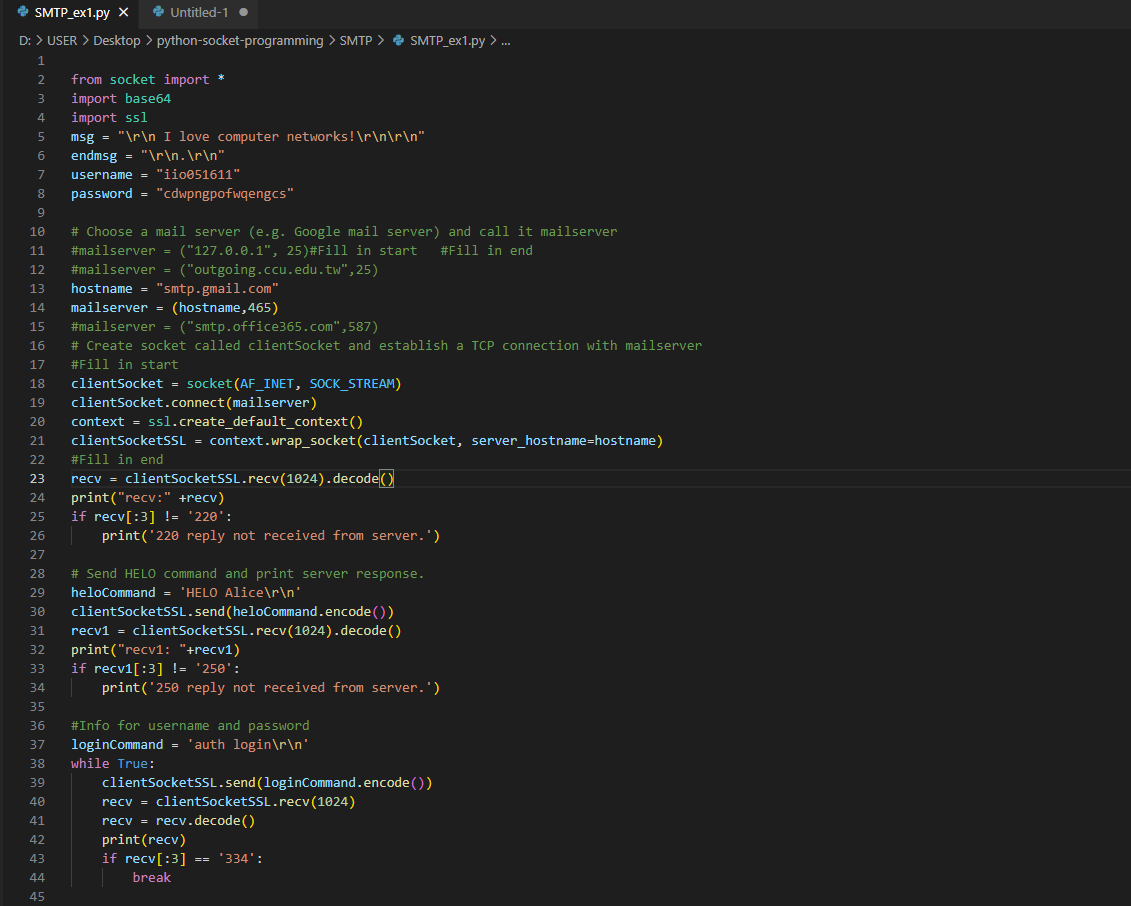 SMTP_ex1.py ✕ Untitled-1 ●
D: > USER > Desktop > python-socket-programming > SMTP > SMTP_ex1.py > ...
1
2 from socket import *
3 import base64
4 import ssl
5 msg = "\r\n I love computer networks!\r\n\r\n"
6 endmsg = "\r\n.\r\n"
7 username = "iio051611"
8 password = "cdwpngpofwqengcs"
9
10 # Choose a mail server (e.g. Google mail server) and call it mailserver
11 #mailserver = ("127.0.0.1", 25)#Fill in start   #Fill in end
12 #mailserver = ("outgoing.ccu.edu.tw",25)
13 hostname = "smtp.gmail.com"
14 mailserver = (hostname,465)
15 #mailserver = ("smtp.office365.com",587)
16 # Create socket called clientSocket and establish a TCP connection with mailserver
17 #Fill in start
18 clientSocket = socket(AF_INET, SOCK_STREAM)
19 clientSocket.connect(mailserver)
20 context = ssl.create_default_context()
21 clientSocketSSL = context.wrap_socket(clientSocket, server_hostname=hostname)
22 #Fill in end
23 recv = clientSocketSSL.recv(1024).decode()
24 print("recv:" +recv)
25 if recv[:3] != '220':
26     print('220 reply not received from server.')
27
28 # Send HELO command and print server response.
29 heloCommand = 'HELO Alice\r\n'
30 clientSocketSSL.send(heloCommand.encode())
31 recv1 = clientSocketSSL.recv(1024).decode()
32 print("recv1: "+recv1)
33 if recv1[:3] != '250':
34     print('250 reply not received from server.')
35
36 #Info for username and password
37 loginCommand = 'auth login\r\n'
38 while True:
39     clientSocketSSL.send(loginCommand.encode())
40     recv = clientSocketSSL.recv(1024)
41     recv = recv.decode()
42     print(recv)
43     if recv[:3] == '334':
44         break
45